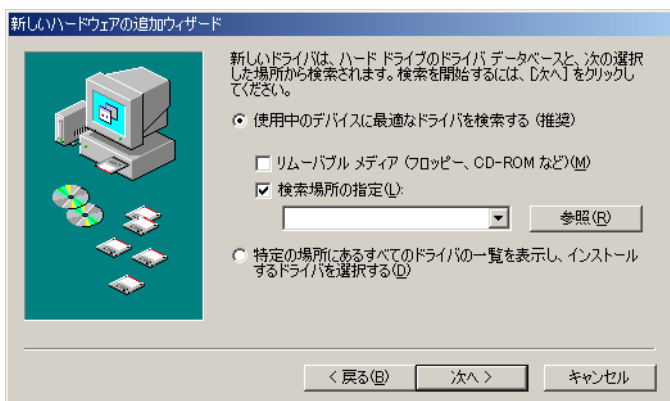 新しいハードウェアの追加ウィザード
新しいドライバは、ハード ドライブのドライバ データベースと、次の選択
した場所から検索されます。検索を開始するには、[次へ] をクリックし
てください。
使用中のデバイスに最適なドライバを検索する (推奨)
リムーバブル メディア (フロッピー、CD-ROM など)(M)
検索場所の指定(L):
参照(R)
特定の場所にあるすべてのドライバの一覧を表示し、インストール
するドライバを選択する(D)
< 戻る(B)
次へ >
キャンセル